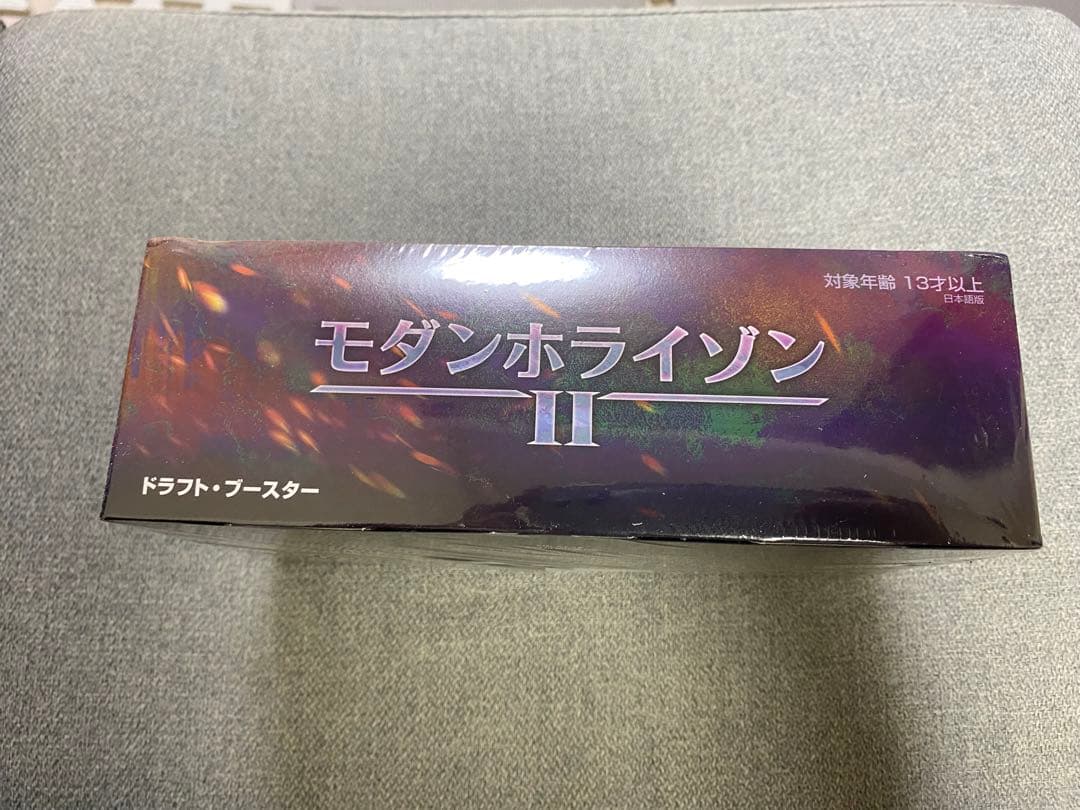 対象年齢 13才以上
日本語版
モダンホライゾン
II
ドラフト・ブースター